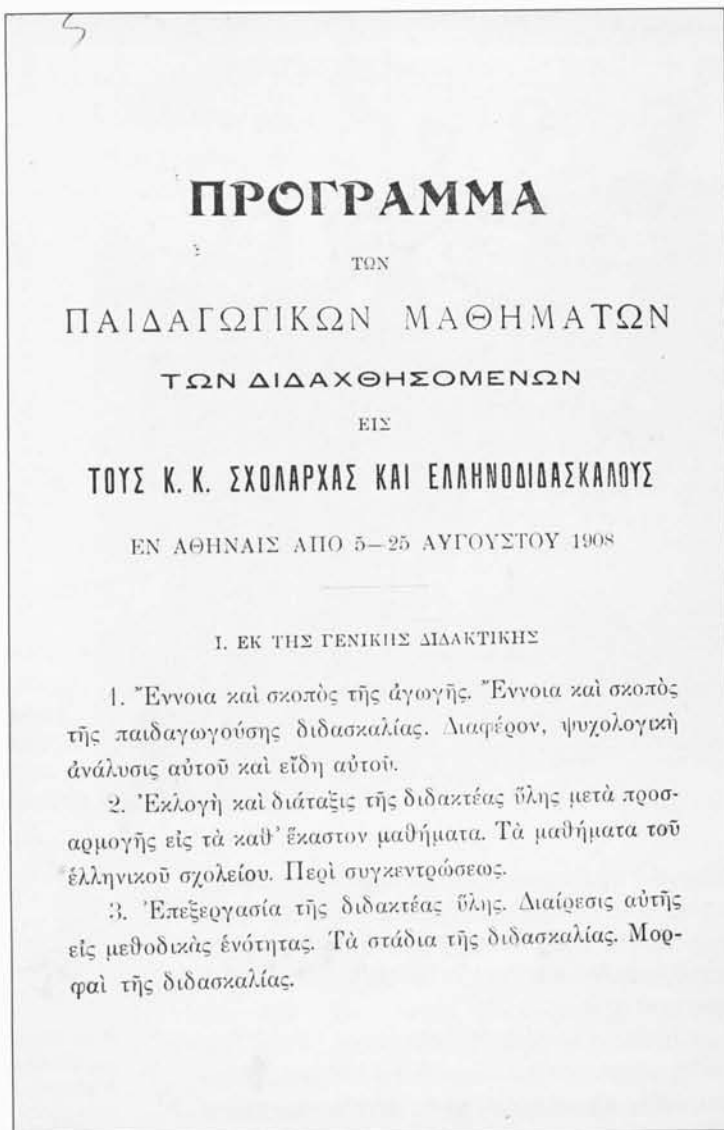 5
ΠΡΟΓΡΑΜΜΑ
ΤΩΝ
ΠΑΙΔΑΓΩΓΙΚΩΝ ΜΑΘΗΜΑΤΩΝ
ΤΩΝ ΔΙΔΑΧΘΗΣΟΜΕΝΩΝ
ΕΙΣ
ΤΟΥΣ Κ. Κ. ΣΧΟΛΑΡΧΑΣ ΚΑΙ ΕΛΛΗΝΟΔΙΔΑΣΚΑΛΟΥΣ
ΕΝ ΑΘΗΝΑΙΣ ΑΠΟ 5—25 ΑΥΓΟΥΣΤΟΥ 1908
I. ΕΚ ΤΗΣ ΓΕΝΙΚΗΣ ΔΙΔΑΚΤΙΚΗΣ
1. Ἔννοια καὶ σκοπὸς τῆς ἀγωγῆς. Ἔννοια καὶ σκοπὸς
τῆς παιδαγωγούσης διδασκαλίας. Διαφέρον, ψυχολογικὴ
ἀνάλυσις αὐτοῦ καὶ εἴδη αὐτοῦ.
2. Ἐκλογὴ καὶ διάταξις τῆς διδακτέας ὕλης μετὰ προσ-
αρμογῆς εἰς τὰ καθ᾽ ἕκαστον μαθήματα. Τὰ μαθήματα τοῦ
ἑλληνικοῦ σχολείου. Περὶ συγκεντρώσεως.
3. Ἐπεξεργασία τῆς διδακτέας ὕλης. Διαίρεσις αὐτῆς
εἰς μεθοδικὰς ἑνότητας. Τὰ στάδια τῆς διδασκαλίας. Μορ-
φαὶ τῆς διδασκαλίας.